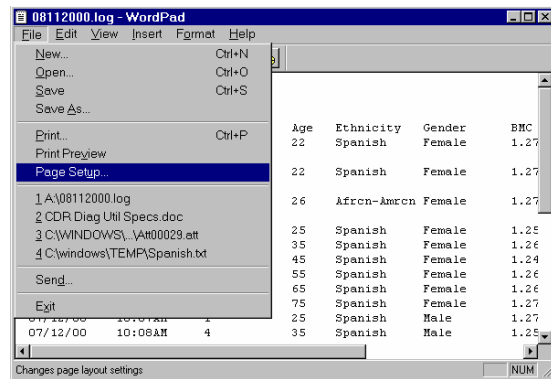 08112000.log - WordPad
File Edit View Insert Format Help
New... Ctrl+N
Open... Ctrl+O
Save Ctrl+S
Save As...
Print... Ctrl+P
Print Preview
Page Setup...
1 A:\08112000.log
2 CDR Diag Util Specs.doc
3 C:\WINDOWS\...\Att00029.att
4 C:\windows\TEMP\Spanish.txt
Send...
Exit
Age Ethnicity Gender BMC
22 Spanish Female 1.27
22 Spanish Female 1.27
26 Afrcn-Amrcn Female 1.27
25 Spanish Female 1.25
35 Spanish Female 1.26
45 Spanish Female 1.24
55 Spanish Female 1.26
65 Spanish Female 1.26
75 Spanish Female 1.27
25 Spanish Male 1.27
07/12/00 10:08AM 4 35 Spanish Male 1.25
Changes page layout settings NUM